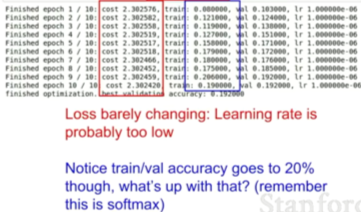 Finished epoch 1 / 10: cost 2.302576, train: 0.080000, val 0.103000, lr 1.000000e-06
Finished epoch 2 / 10: cost 2.302582, train: 0.121000, val 0.124000, lr 1.000000e-06
Finished epoch 3 / 10: cost 2.302558, train: 0.119000, val 0.138000, lr 1.000000e-06
Finished epoch 4 / 10: cost 2.302519, train: 0.127000, val 0.151000, lr 1.000000e-06
Finished epoch 5 / 10: cost 2.302517, train: 0.158000, val 0.171000, lr 1.000000e-06
Finished epoch 6 / 10: cost 2.302518, train: 0.179000, val 0.172000, lr 1.000000e-06
Finished epoch 7 / 10: cost 2.302466, train: 0.180000, val 0.176000, lr 1.000000e-06
Finished epoch 8 / 10: cost 2.302452, train: 0.175000, val 0.185000, lr 1.000000e-06
Finished epoch 9 / 10: cost 2.302459, train: 0.206000, val 0.192000, lr 1.000000e-06
Finished epoch 10 / 10: cost 2.302420, train: 0.190000, val 0.192000, lr 1.000000e-06
finished optimization. best validation accuracy: 0.192000
Loss barely changing: Learning rate is
probably too low
Notice train/val accuracy goes to 20%
though, what's up with that? (remember
this is softmax)
Stanford